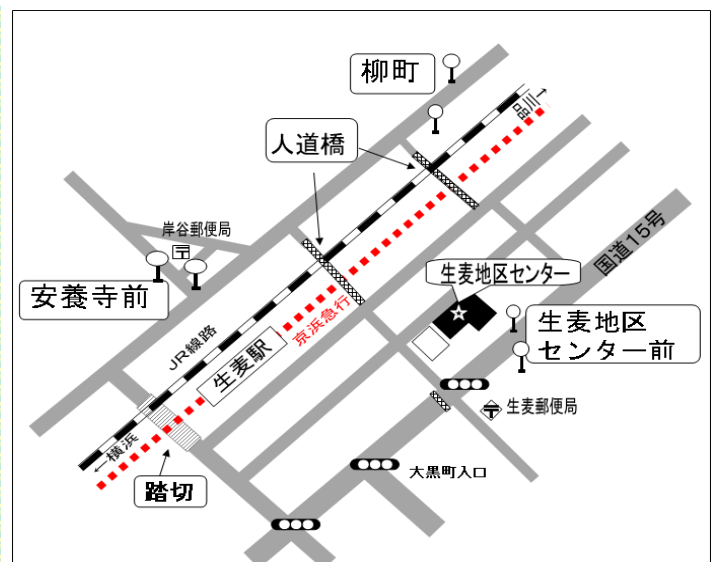 柳町
品川→
人道橋
国道15号
岸谷郵便局
生麦地区センター
安養寺前
生麦地区
センター前
京浜急行
JR線路
生麦駅
生麦郵便局
←横浜
大黒町入口
踏切